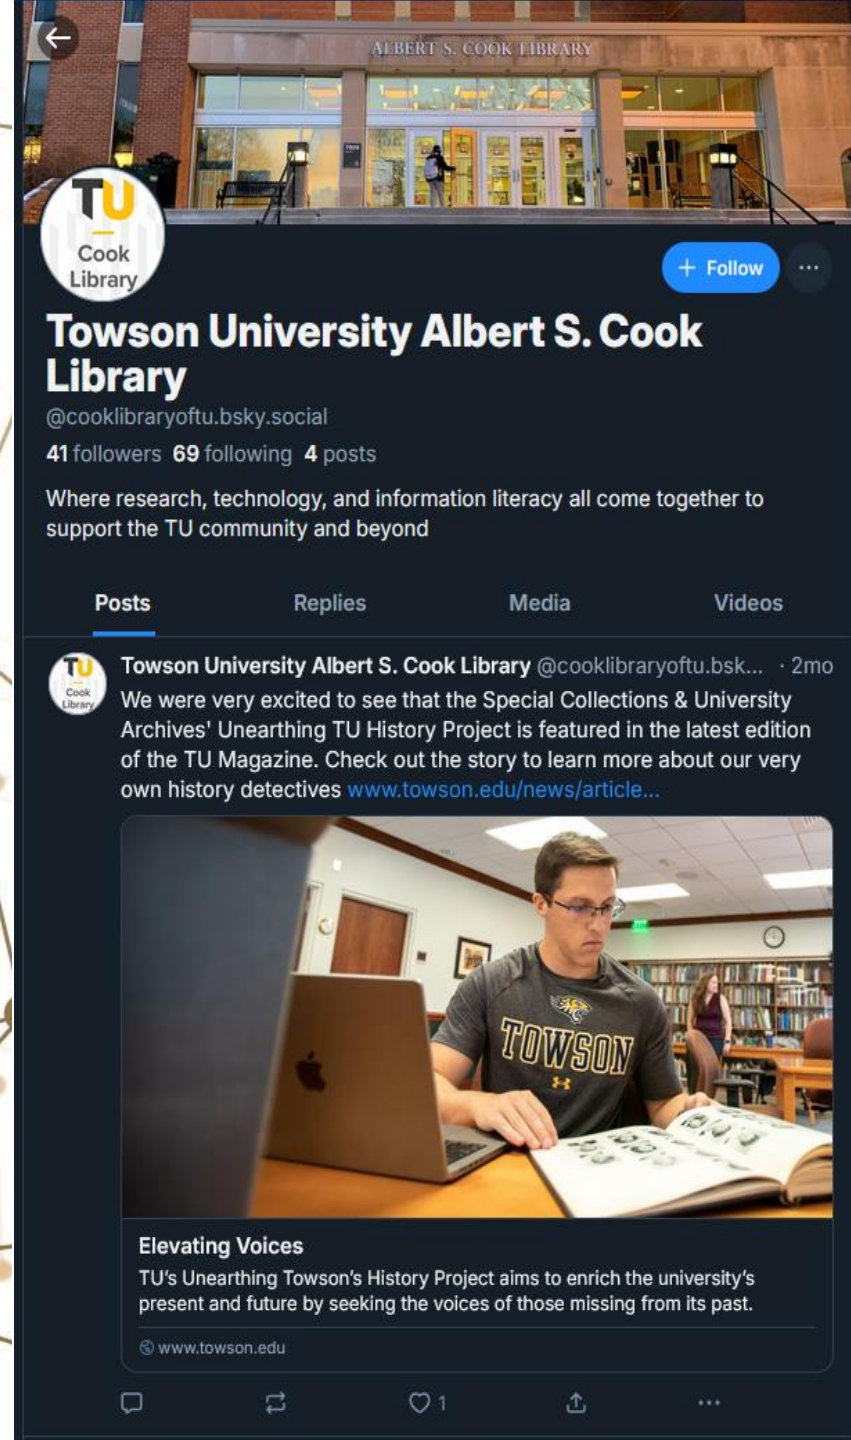 ALBERT S. COOK LIBRARY
TU
Cook
Library
+ Follow
Towson University Albert S. Cook
Library
@cooklibraryoftu.bsky.social
41 followers 69 following 4 posts
Where research, technology, and information literacy all come together to
support the TU community and beyond
Posts Replies Media Videos
TU
Cook
Library
Towson University Albert S. Cook Library @cooklibraryoftu.bsk... · 2mo
We were very excited to see that the Special Collections & University
Archives' Unearthing TU History Project is featured in the latest edition
of the TU Magazine. Check out the story to learn more about our very
own history detectives www.towson.edu/news/article...
TOWSON
Elevating Voices
TU's Unearthing Towson's History Project aims to enrich the university's
present and future by seeking the voices of those missing from its past.
www.towson.edu
1